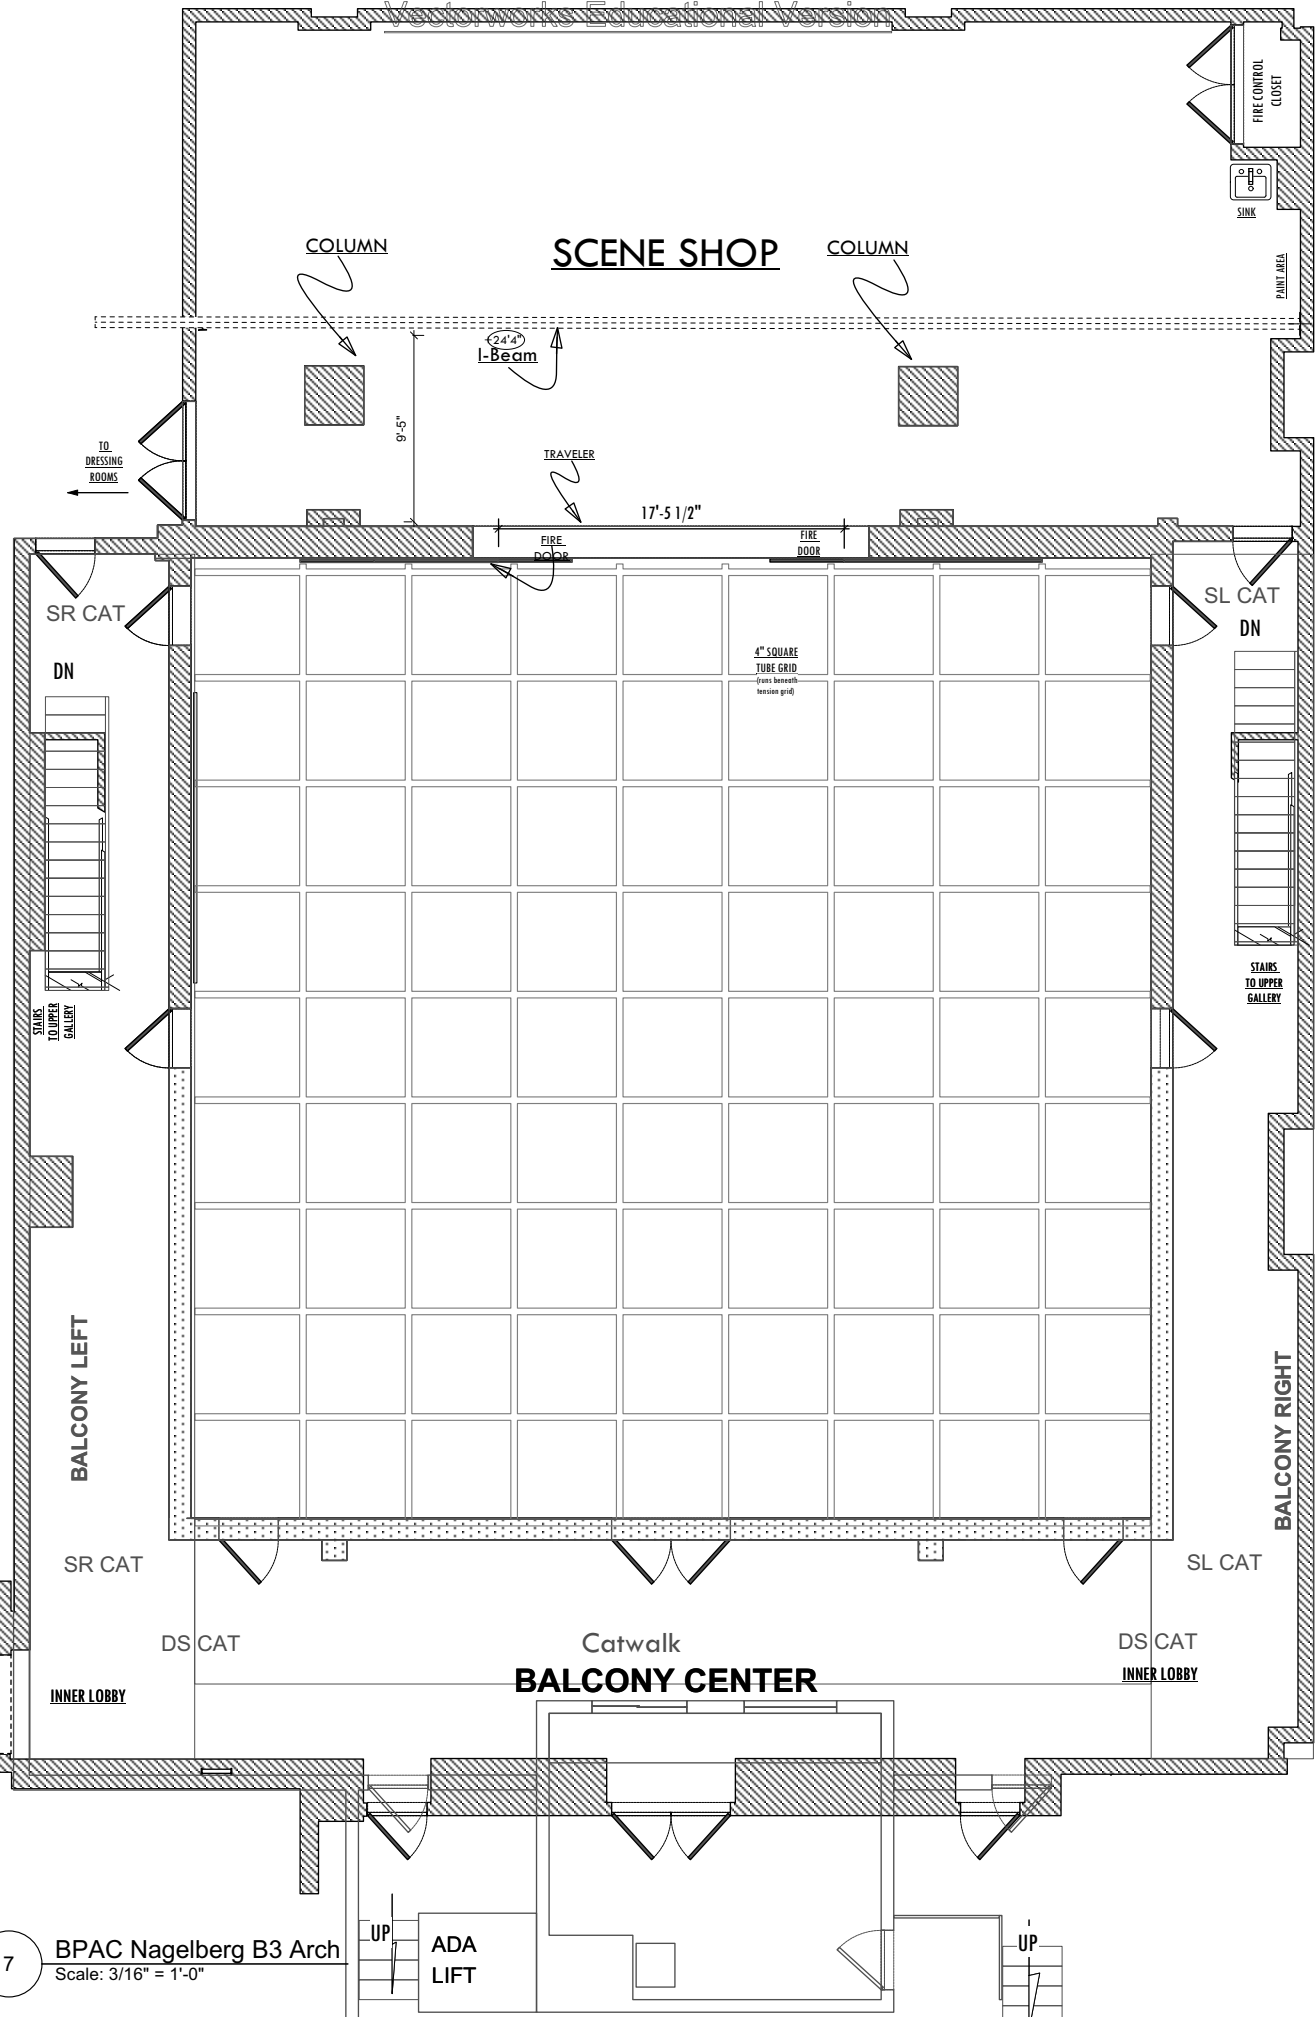 Vectorworks Educational Version
FIRE CONTROL
CLOSET
SINK
COLUMN
SCENE SHOP
COLUMN
PAINT AREA
+24'4"
I-Beam
9'-5"
TO
DRESSING
ROOMS
TRAVELER
17'-5 1/2"
FIRE
DOOR
FIRE
DOOR
SR CAT
SL CAT
DN
DN
4" SQUARE
TUBE GRID
(runs beneath
tension grid)
STAIRS
TO UPPER
GALLERY
STAIRS
TO UPPER
GALLERY
BALCONY LEFT
BALCONY RIGHT
SR CAT
SL CAT
DS CAT
Catwalk
DS CAT
BALCONY CENTER
INNER LOBBY
INNER LOBBY
UP
ADA
LIFT
UP
7
BPAC Nagelberg B3 Arch
Scale: 3/16" = 1'-0"